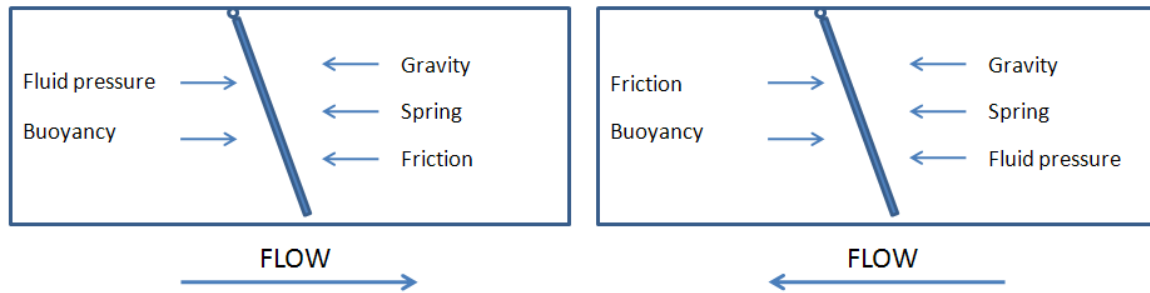 Fluid pressure
Buoyancy
Gravity
Spring
Friction
FLOW
Friction
Buoyancy
Gravity
Spring
Fluid pressure
FLOW